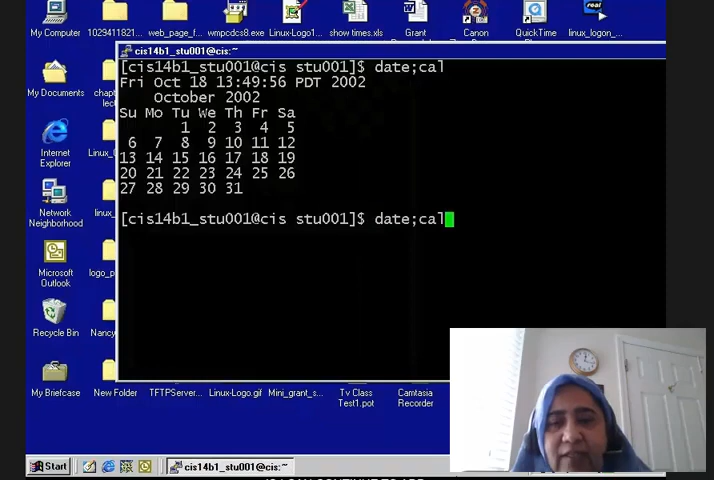 My Computer
1029411821...
web_page_f...
wmpcdcs8.exe
Linux-Logo1...
show times.xls
Grant
Canon
QuickTime
real
linux_logon_...
cis14b1_stu001@cis:~
[cis14b1_stu001@cis stu001]$ date;cal
Fri Oct 18 13:49:56 PDT 2002
October 2002
Su Mo Tu We Th Fr Sa
1 2 3 4 5
6 7 8 9 10 11 12
13 14 15 16 17 18 19
20 21 22 23 24 25 26
27 28 29 30 31
[cis14b1_stu001@cis stu001]$ date;cal
My Documents
Internet
Explorer
Network
Neighborhood
Microsoft
Outlook
Recycle Bin
My Briefcase
New Folder
TFTPServer...
Linux-Logo.gif
Mini_grant_s...
Tv Class
Test1.pot
Camtasia
Recorder
Start
cis14b1_stu001@cis:~